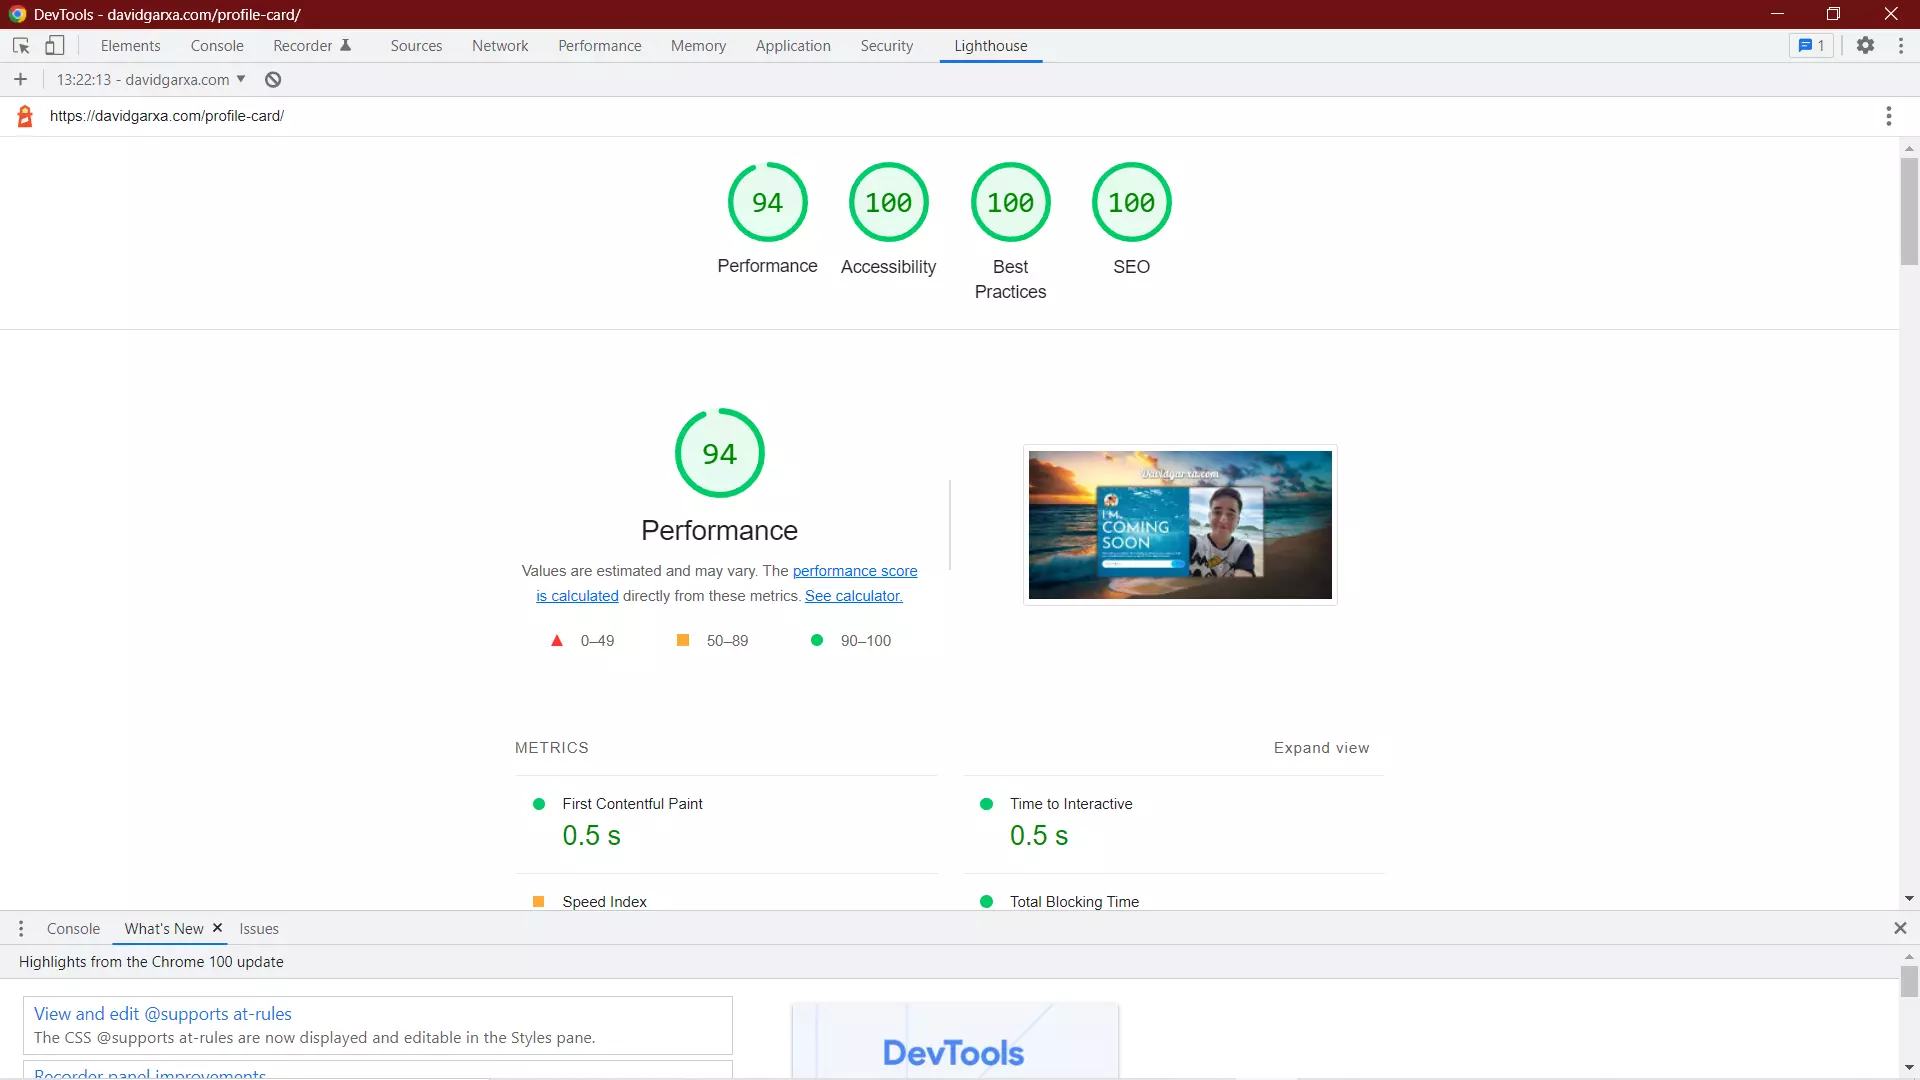 DevTools - davidgarxa.com/profile-card/
Elements Console Recorder Sources Network Performance Memory Application Security Lighthouse 1
13:22:13 - davidgarxa.com
https://davidgarxa.com/profile-card/
94 100 100 100
Performance Accessibility Best Practices SEO
94
Performance
Values are estimated and may vary. The performance score
is calculated directly from these metrics. See calculator.
0–49 50–89 90–100
Davidgarxa.com
I'M
COMING
SOON
METRICS Expand view
First Contentful Paint Time to Interactive
0.5 s 0.5 s
Speed Index Total Blocking Time
Console What's New Issues
Highlights from the Chrome 100 update
View and edit @supports at-rules
The CSS @supports at-rules are now displayed and editable in the Styles pane.
Recorder panel improvements
DevTools